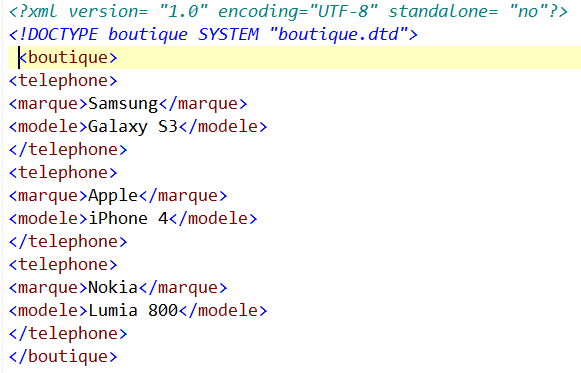 <?xml version= "1.0" encoding="UTF-8" standalone= "no"?>
<!DOCTYPE boutique SYSTEM "boutique.dtd">
<boutique>
<telephone>
<marque>Samsung</marque>
<modele>Galaxy S3</modele>
</telephone>
<telephone>
<marque>Apple</marque>
<modele>iPhone 4</modele>
</telephone>
<telephone>
<marque>Nokia</marque>
<modele>Lumia 800</modele>
</telephone>
</boutique>